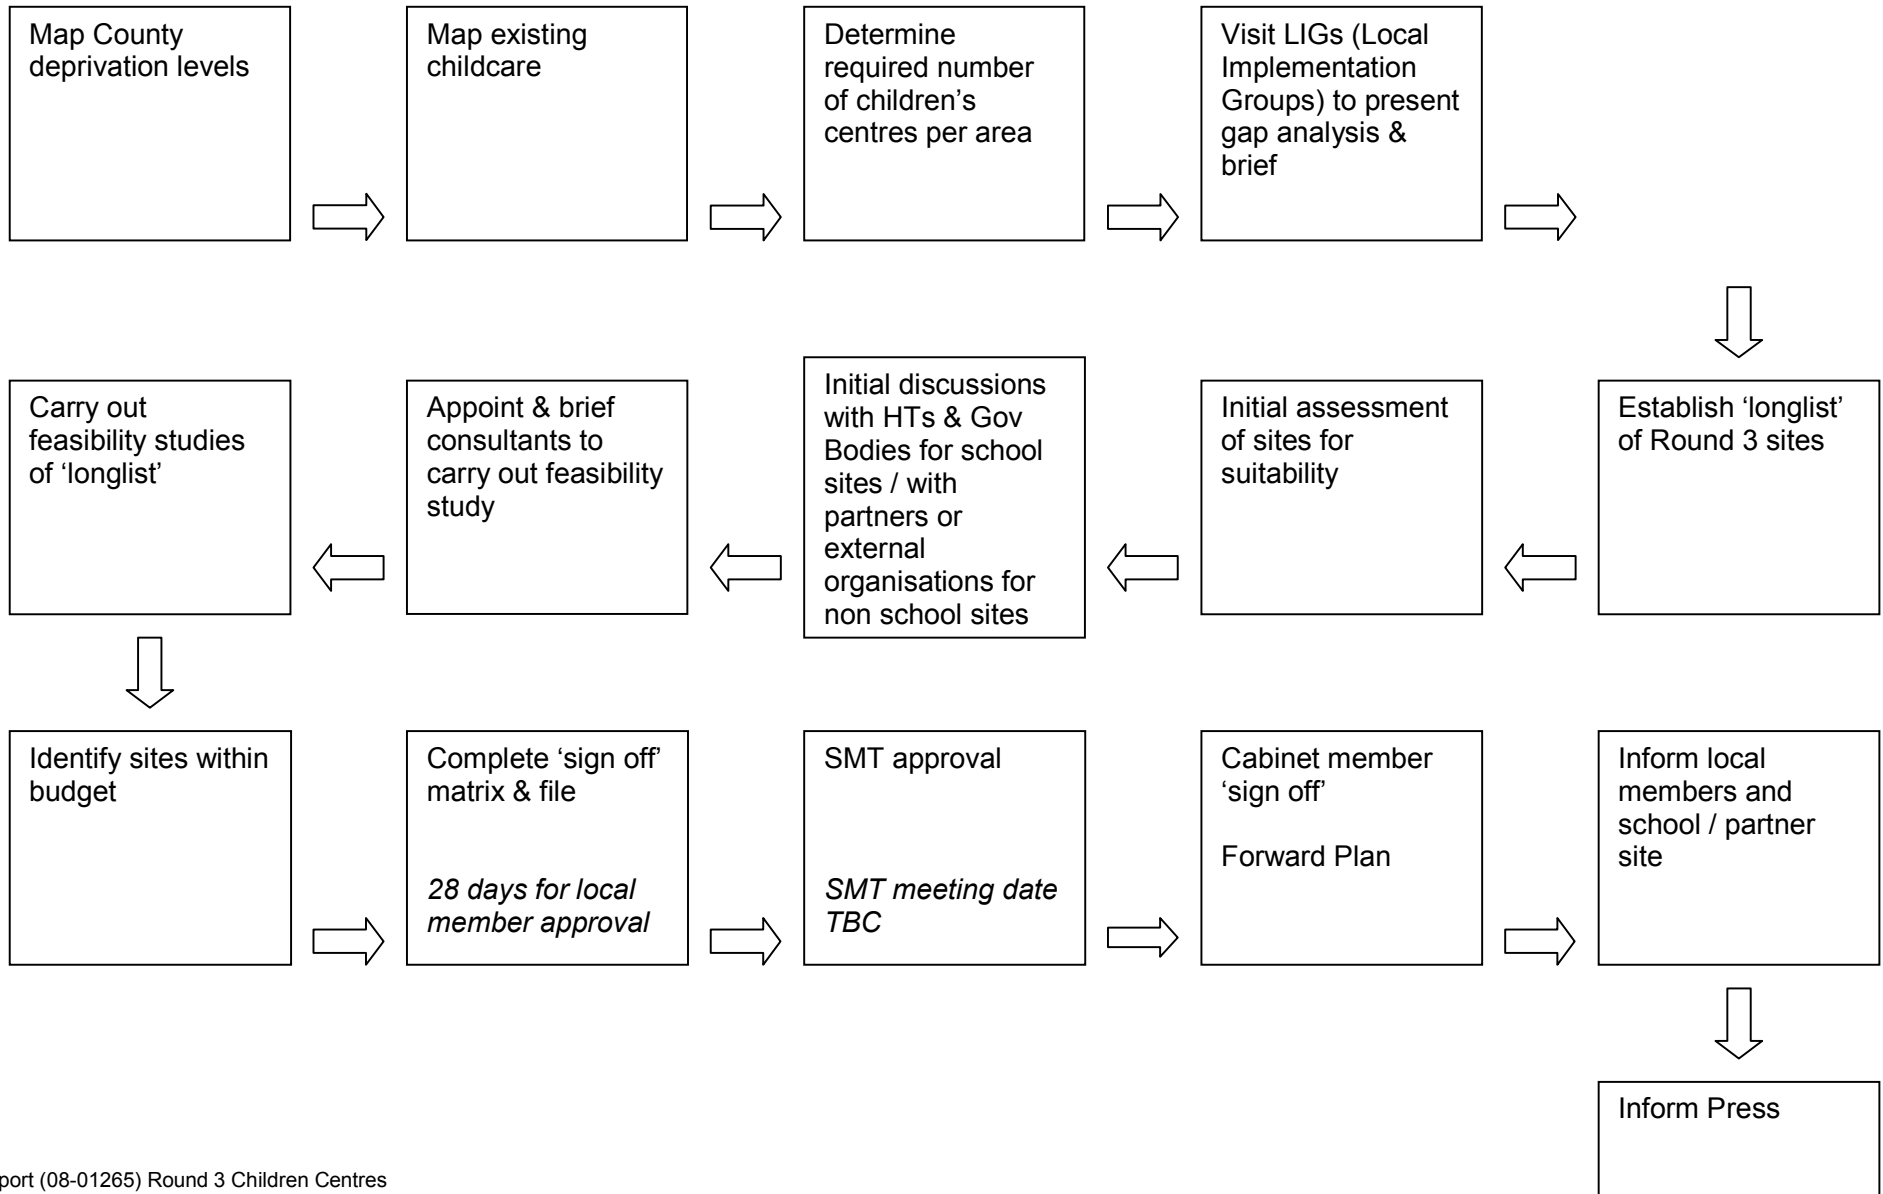 Map County
deprivation levels
Map existing
childcare
Determine
required number
of children’s
centres per area
Visit LIGs (Local
Implementation
Groups) to present
gap analysis &
brief
Establish ‘longlist’
of Round 3 sites
Initial assessment
of sites for
suitability
Initial discussions
with HTs & Gov
Bodies for school
sites / with
partners or
external
organisations for
non school sites
Appoint & brief
consultants to
carry out feasibility
study
Carry out
feasibility studies
of ‘longlist’
Identify sites within
budget
Complete ‘sign off’
matrix & file
28 days for local
member approval
SMT approval
SMT meeting date
TBC
Cabinet member
‘sign off’
Forward Plan
Inform local
members and
school / partner
site
Inform Press
port (08-01265) Round 3 Children Centres